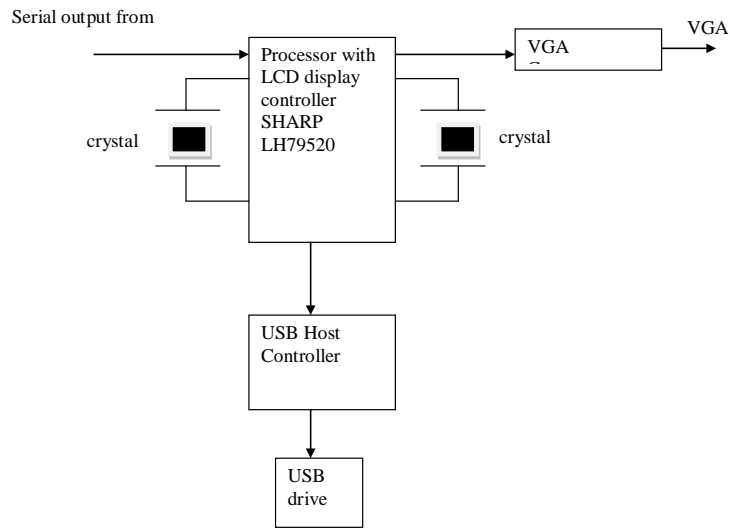 Serial output from
VGA
Processor with
LCD display
controller
SHARP
LH79520
VGA
crystal
crystal
USB Host
Controller
USB
drive